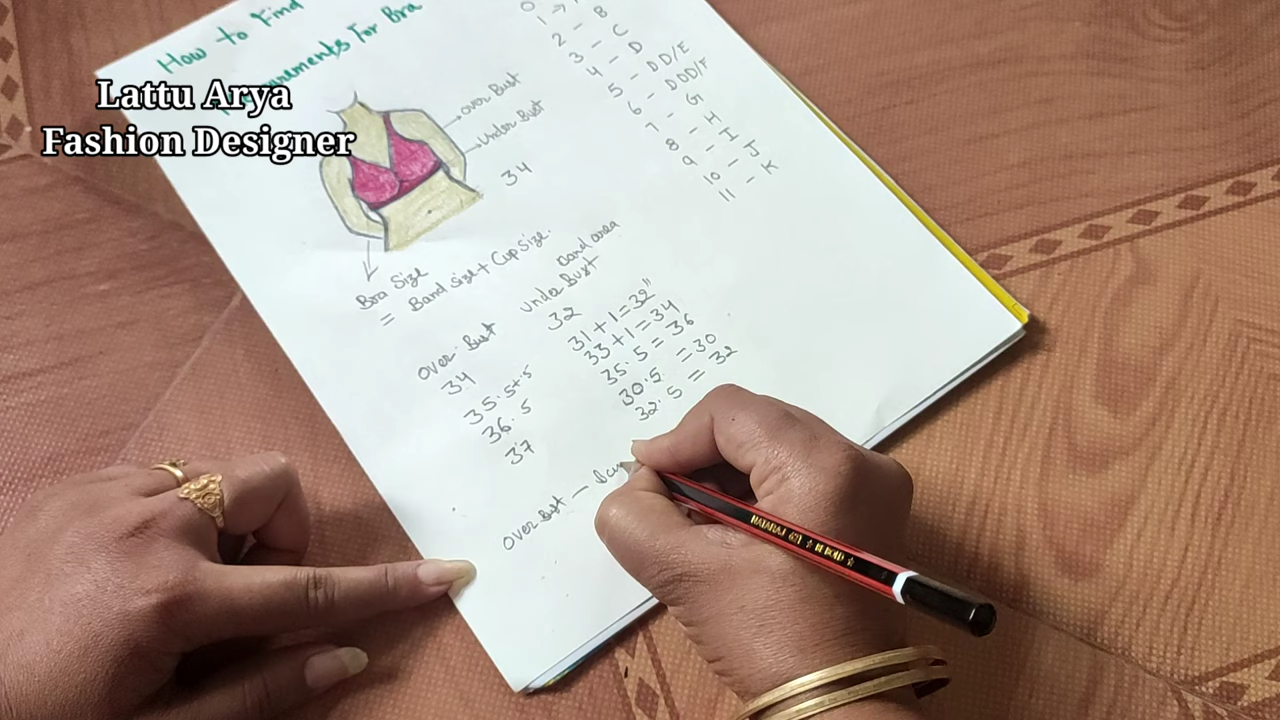 How to Find
Measurements For Bra
Lattu Arya
Fashion Designer
over Bust
Under Bust
34
0
1 →
2 - B
3 - C
4 - D
5 - DD/E
6 - DDD/F
7 - G
8 - H
9 - I
10 - J
11 - K
Bra Size
= Band size + Cup Size.
Over Bust
34
35.5+.5
36.5
37
Band area
Under Bust
32
31+1=32"
33+1=34
35.5=36
30.5 =30
32.5 = 32
Over Bust -
NATARAJ 621 ★ BE BOLD ★